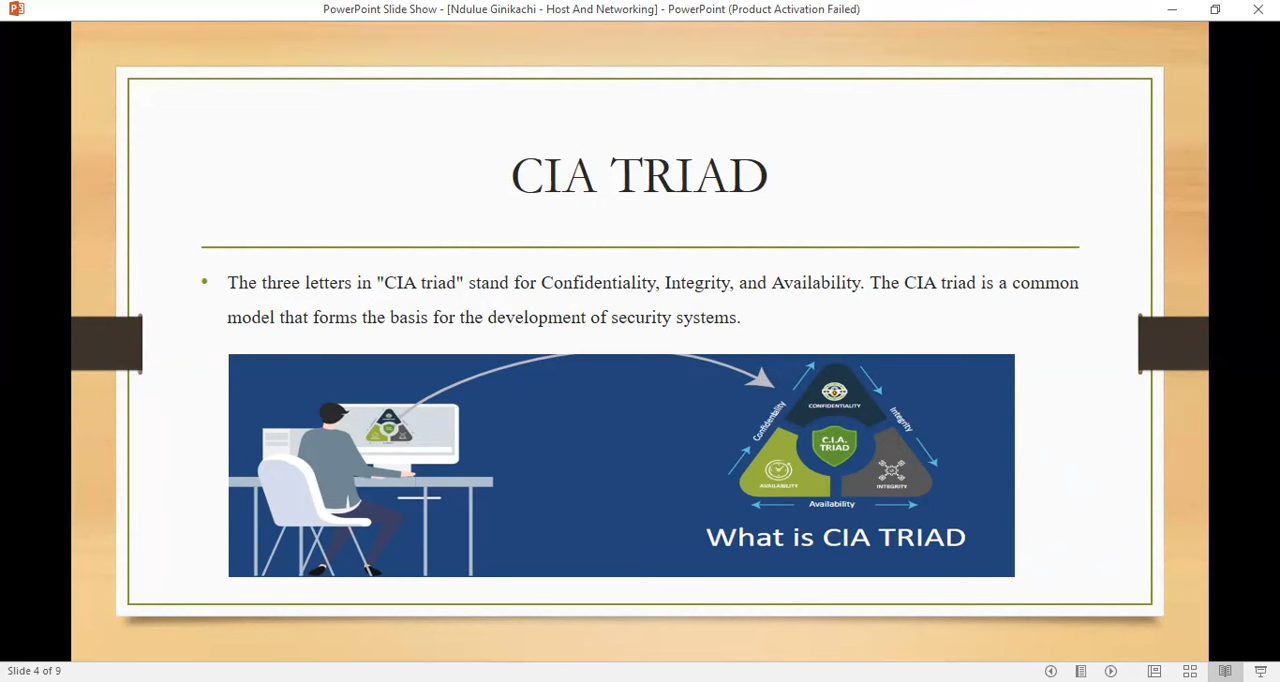 PowerPoint Slide Show - [Ndulue Ginikachi - Host And Networking] - PowerPoint (Product Activation Failed)
CIA TRIAD
• The three letters in "CIA triad" stand for Confidentiality, Integrity, and Availability. The CIA triad is a common
model that forms the basis for the development of security systems.
CONFIDENTIALITY
Confidentiality
Integrity
C.I.A.
TRIAD
AVAILABILITY
INTEGRITY
Availability
What is CIA TRIAD
Slide 4 of 9